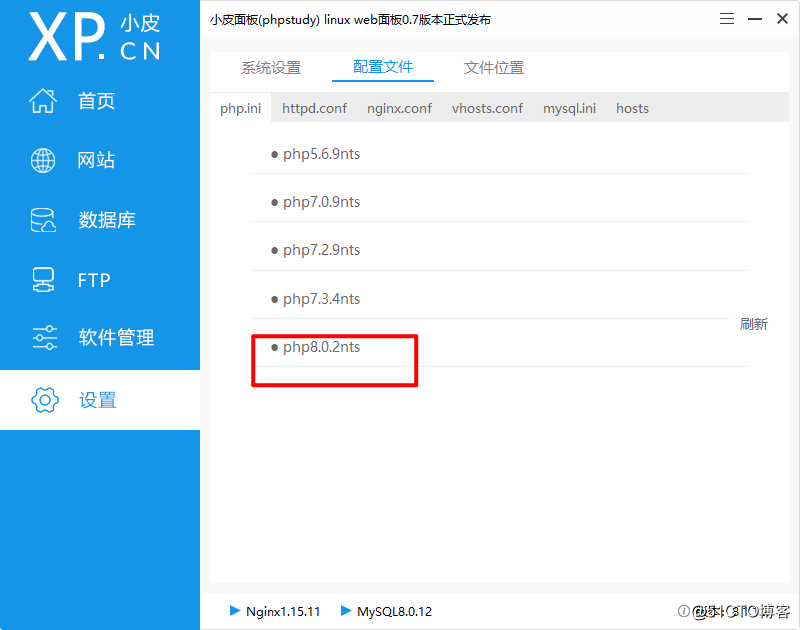 XP.CN 小皮
小皮面板(phpstudy) linux web面板0.7版本正式发布
首页
网站
数据库
FTP
软件管理
设置
系统设置 配置文件 文件位置
php.ini httpd.conf nginx.conf vhosts.conf mysql.ini hosts
● php5.6.9nts
● php7.0.9nts
● php7.2.9nts
● php7.3.4nts
刷新
● php8.0.2nts
Nginx1.15.11 MySQL8.0.12
@51CTO博客